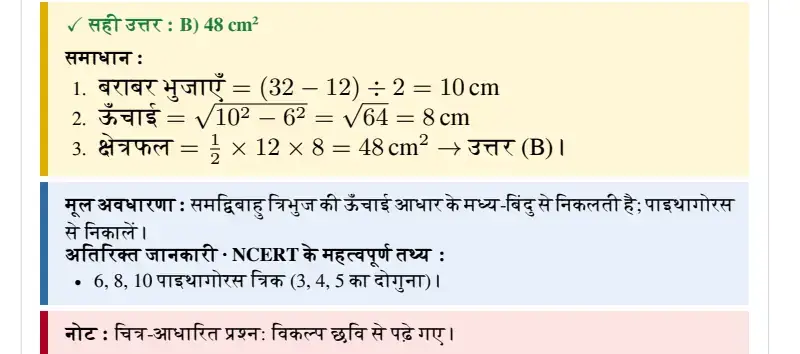 ✓ सही उत्तर : B) 48 cm²
समाधान :
1. बराबर भुजाएँ = (32 − 12) ÷ 2 = 10 cm
2. ऊँचाई = √(10² − 6²) = √64 = 8 cm
3. क्षेत्रफल = 1/2 × 12 × 8 = 48 cm² → उत्तर (B)।
मूल अवधारणा : समद्विबाहु त्रिभुज की ऊँचाई आधार के मध्य-बिंदु से निकलती है; पाइथागोरस
से निकालें।
अतिरिक्त जानकारी · NCERT के महत्वपूर्ण तथ्य :
• 6, 8, 10 पाइथागोरस त्रिक (3, 4, 5 का दोगुना)।
नोट : चित्र-आधारित प्रश्न: विकल्प छवि से पढ़े गए।